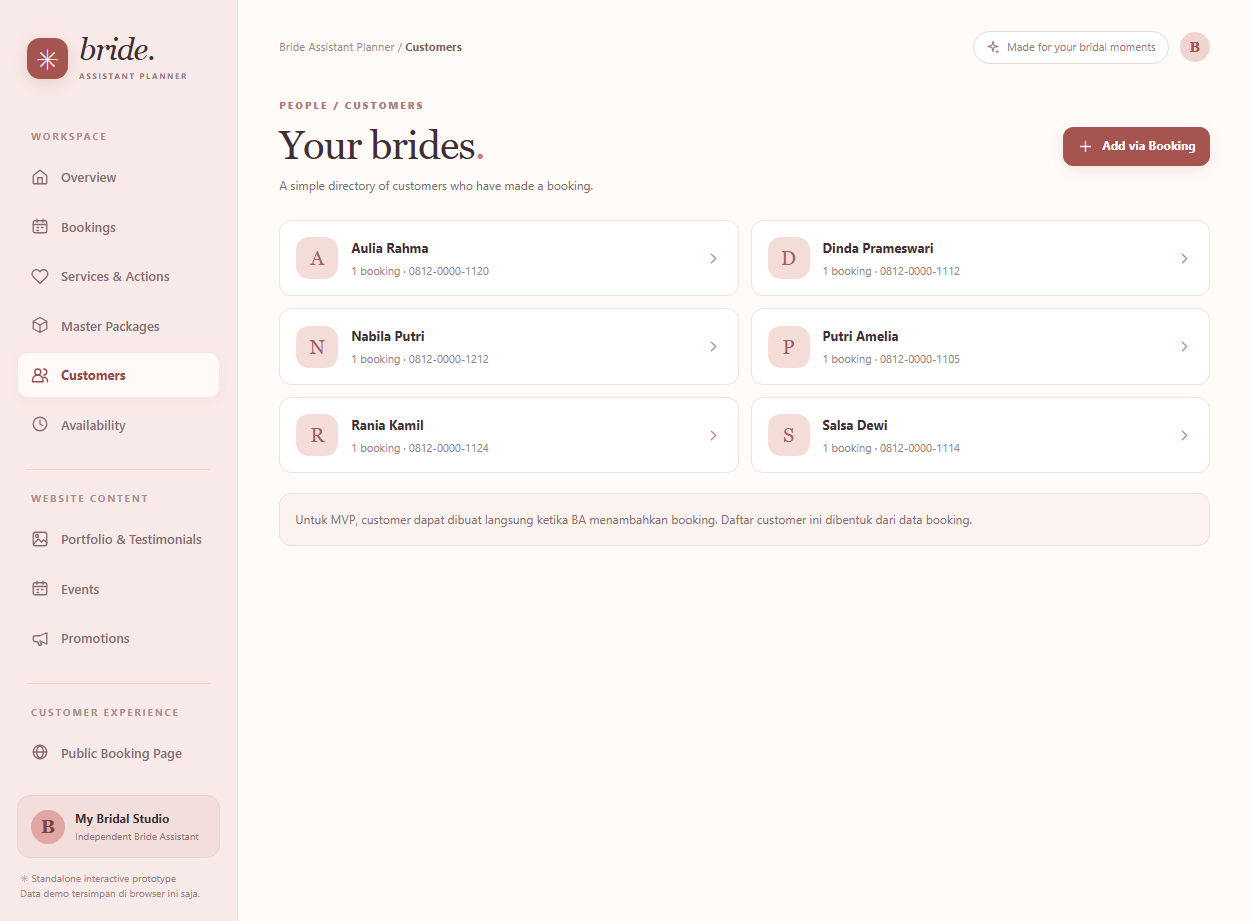 bride.
ASSISTANT PLANNER
WORKSPACE
Overview
Bookings
Services & Actions
Master Packages
Customers
Availability
WEBSITE CONTENT
Portfolio & Testimonials
Events
Promotions
CUSTOMER EXPERIENCE
Public Booking Page
B
My Bridal Studio
Independent Bride Assistant
✳ Standalone interactive prototype
Data demo tersimpan di browser ini saja.
Bride Assistant Planner / Customers
Made for your bridal moments
B
PEOPLE / CUSTOMERS
Your brides.
A simple directory of customers who have made a booking.
+ Add via Booking
A
Aulia Rahma
1 booking · 0812-0000-1120
D
Dinda Prameswari
1 booking · 0812-0000-1112
N
Nabila Putri
1 booking · 0812-0000-1212
P
Putri Amelia
1 booking · 0812-0000-1105
R
Rania Kamil
1 booking · 0812-0000-1124
S
Salsa Dewi
1 booking · 0812-0000-1114
Untuk MVP, customer dapat dibuat langsung ketika BA menambahkan booking. Daftar customer ini dibentuk dari data booking.